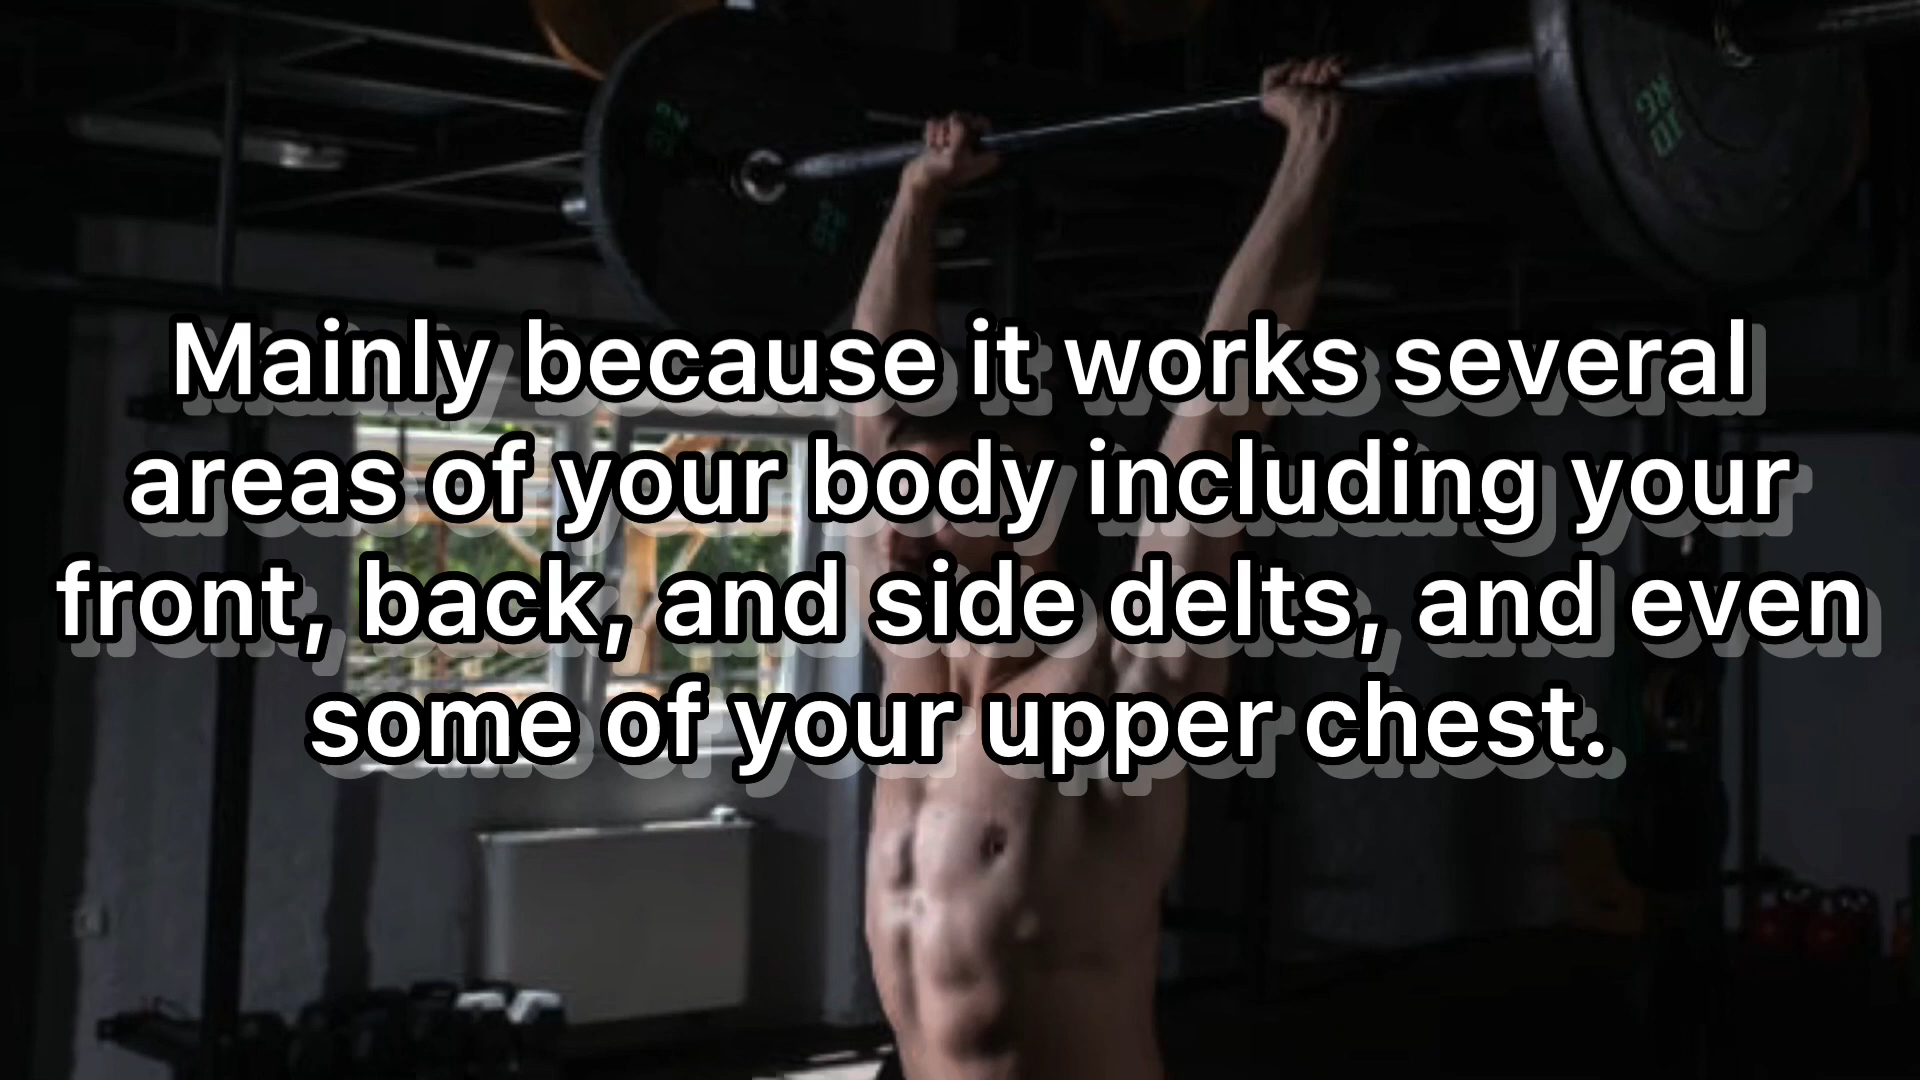 Mainly because it works several
areas of your body including your
front, back, and side delts, and even
some of your upper chest.